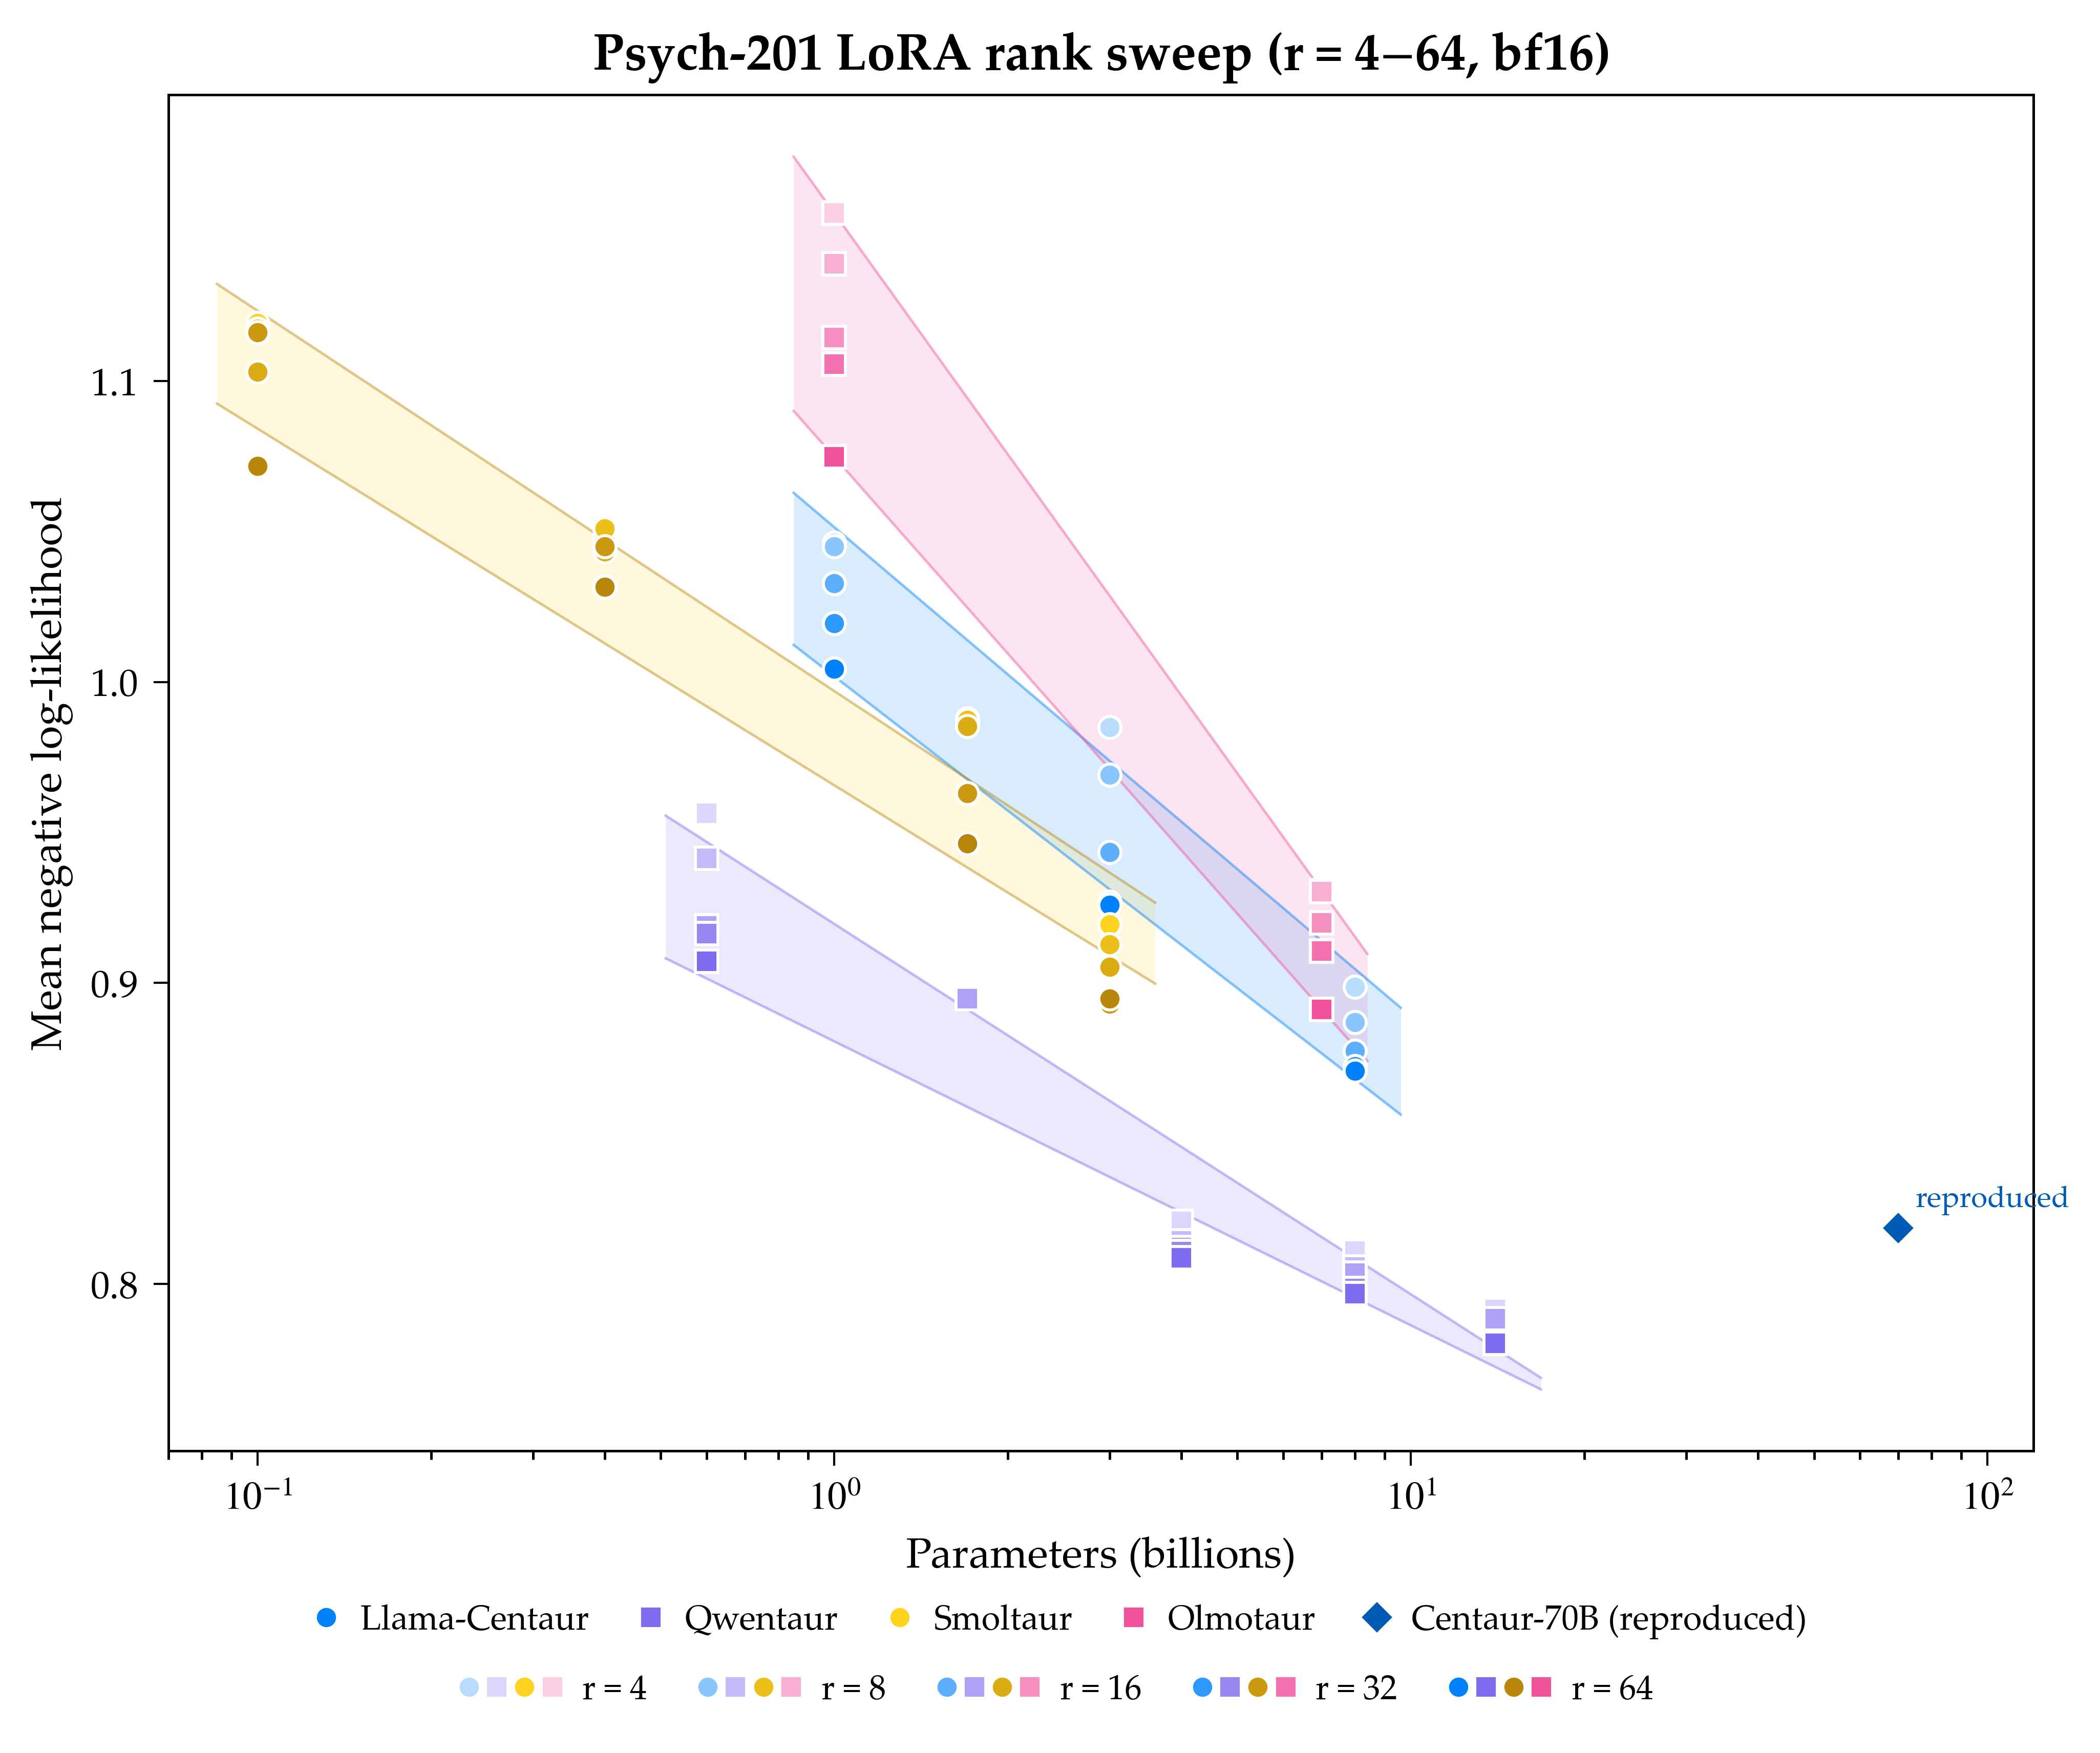 Psych-201 LoRA rank sweep (r = 4−64, bf16)
Mean negative log-likelihood
1.1
1.0
0.9
0.8
reproduced
10⁻¹
10⁰
10¹
10²
Parameters (billions)
Llama-Centaur
Qwentaur
Smoltaur
Olmotaur
Centaur-70B (reproduced)
r = 4
r = 8
r = 16
r = 32
r = 64